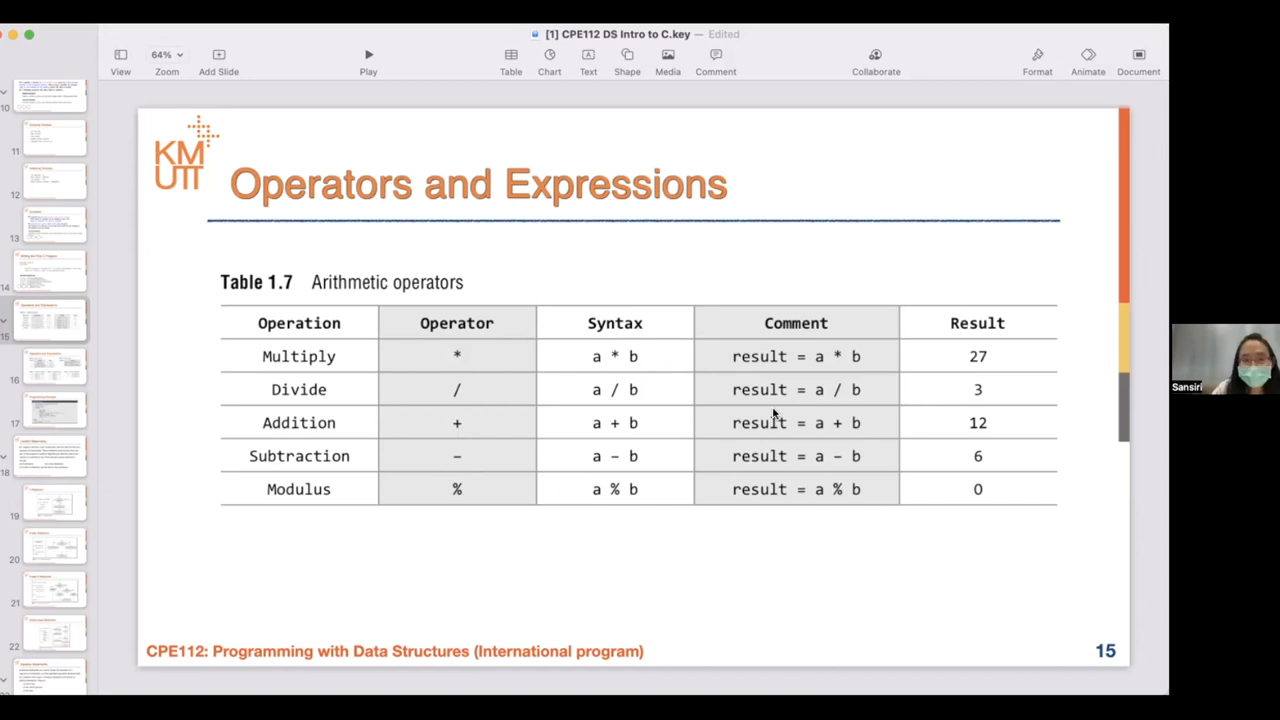 [1] CPE112 DS Intro to C.key — Edited
64%
View
Zoom
Add Slide
Play
Table
Chart
Text
Shape
Media
Comment
Collaborate
Format
Animate
Document
10
11
12
13
14
15
16
17
18
19
20
21
22
KM
UTT
Operators and Expressions
Table 1.7 Arithmetic operators
Operation Operator Syntax Comment Result
Multiply * a * b result = a * b 27
Divide / a / b result = a / b 3
Addition + a + b result = a + b 12
Subtraction – a – b result = a – b 6
Modulus % a % b result = a % b 0
CPE112: Programming with Data Structures (International program)
15
Sansiri